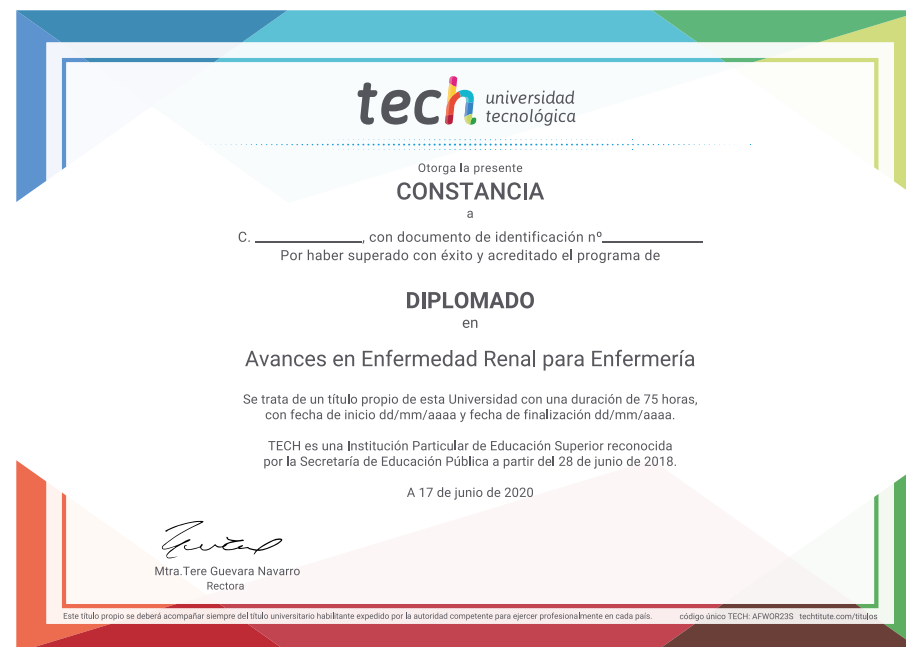 tech universidad
tecnológica
Otorga la presente
CONSTANCIA
a
C. ____________, con documento de identificación nº____________
Por haber superado con éxito y acreditado el programa de
DIPLOMADO
en
Avances en Enfermedad Renal para Enfermería
Se trata de un título propio de esta Universidad con una duración de 75 horas,
con fecha de inicio dd/mm/aaaa y fecha de finalización dd/mm/aaaa.
TECH es una Institución Particular de Educación Superior reconocida
por la Secretaría de Educación Pública a partir del 28 de junio de 2018.
A 17 de junio de 2020
Mtra.Tere Guevara Navarro
Rectora
Este título propio se deberá acompañar siempre del título universitario habilitante expedido por la autoridad competente para ejercer profesionalmente en cada país. código único TECH: AFWOR23S techtitute.com/titulos